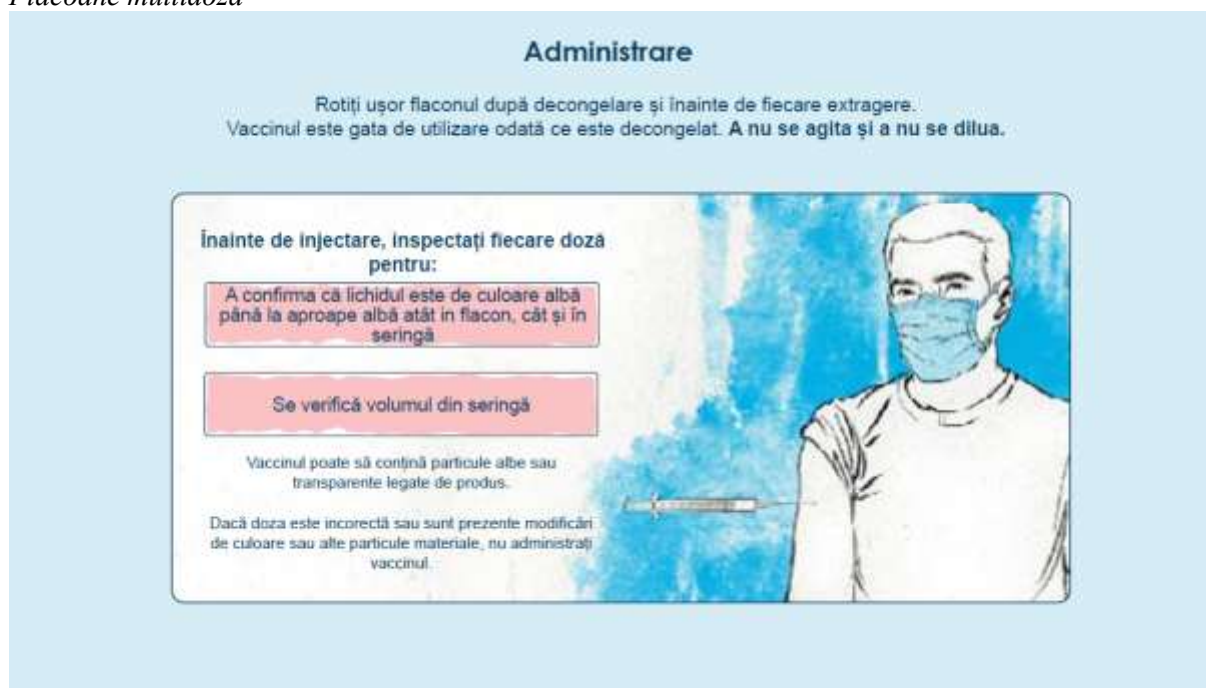 Flacoane multidoză
Administrare
Rotiți ușor flaconul după decongelare și înainte de fiecare extragere.
Vaccinul este gata de utilizare odată ce este decongelat. A nu se agita și a nu se dilua.
Înainte de injectare, inspectați fiecare doză
pentru:
A confirma că lichidul este de culoare albă
până la aproape albă atât in flacon, cât și în
seringă
Se verifică volumul din seringă
Vaccinul poate să conțină particule albe sau
transparente legate de produs.
Dacă doza este incorectă sau sunt prezente modificări
de culoare sau alte particule materiale, nu administrați
vaccinul.